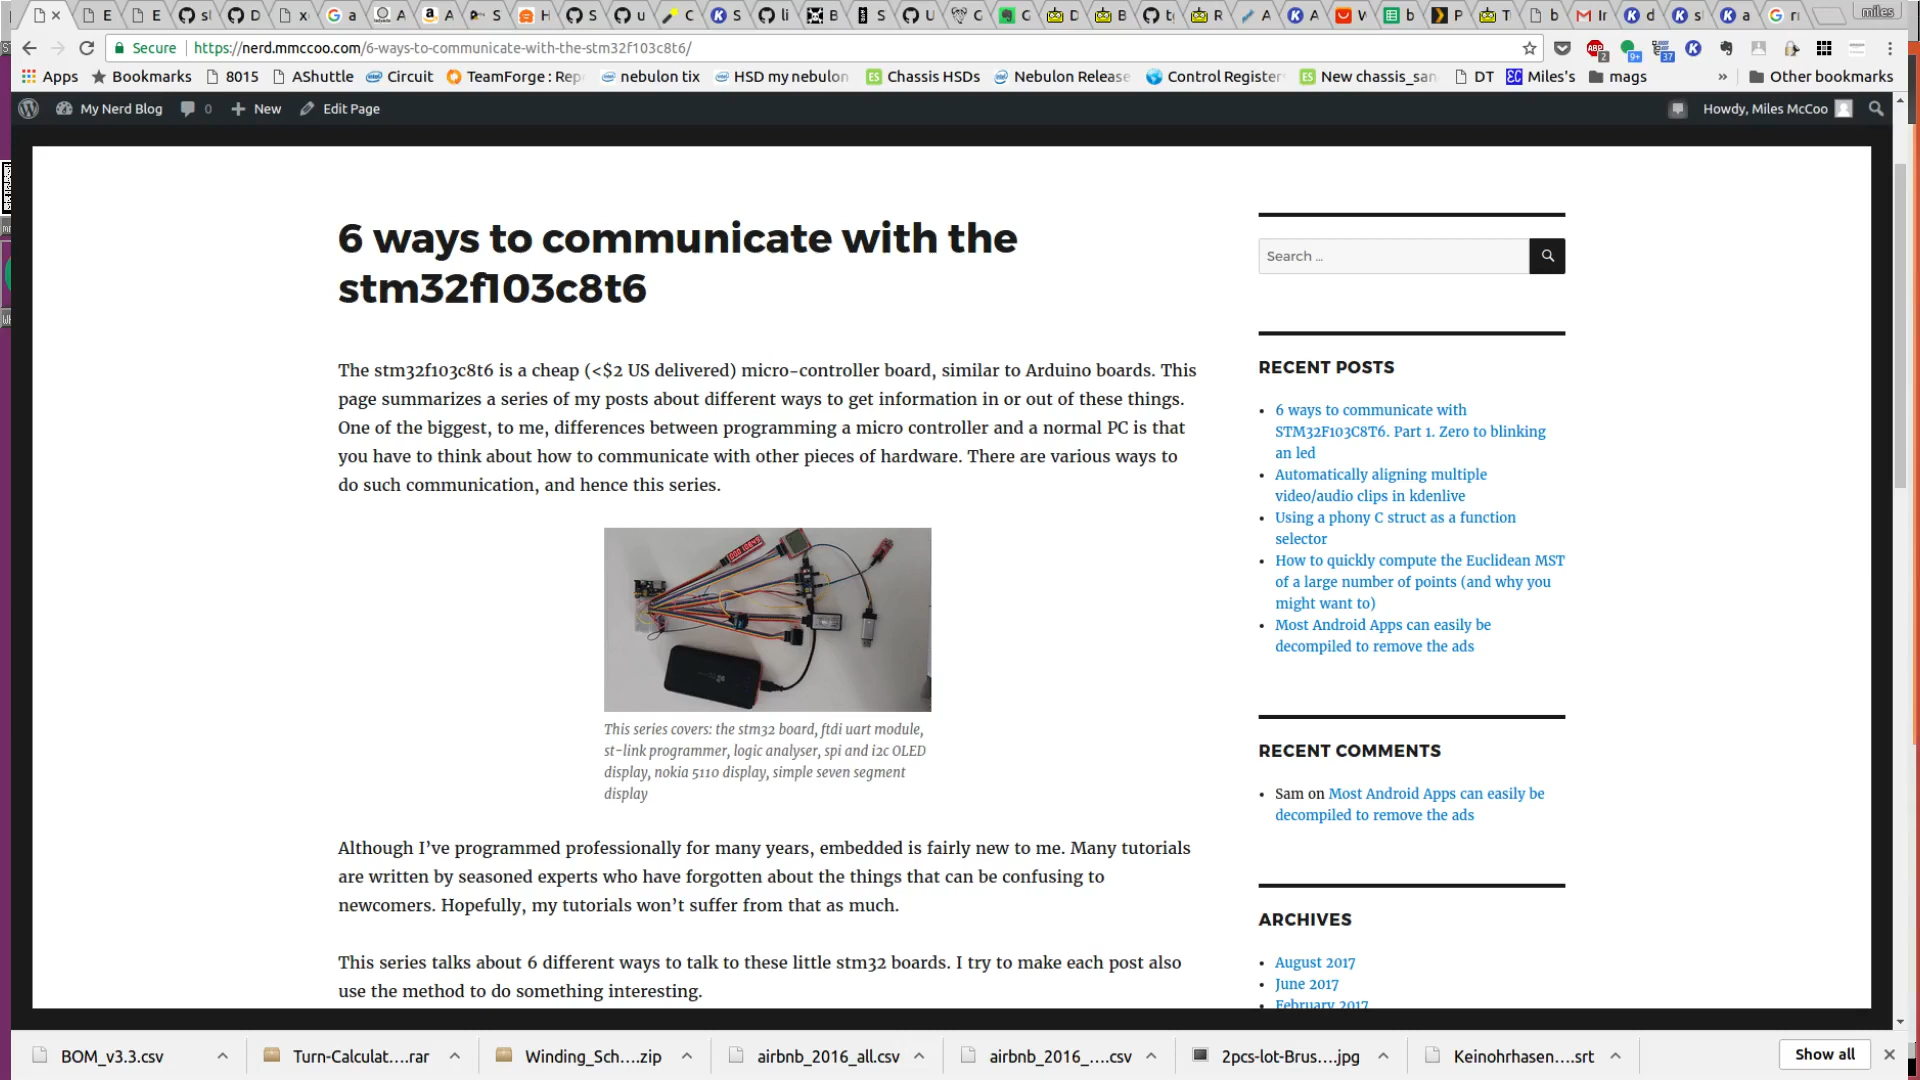 miles
Secure https://nerd.mmccoo.com/6-ways-to-communicate-with-the-stm32f103c8t6/
Apps Bookmarks 8015 AShuttle Circuit TeamForge : Rep nebulon tix HSD my nebulon Chassis HSDs Nebulon Release Control Register New chassis_san DT Miles's mags » Other bookmarks
My Nerd Blog 0 New Edit Page Howdy, Miles McCoo
6 ways to communicate with the
stm32f103c8t6
The stm32f103c8t6 is a cheap (<$2 US delivered) micro-controller board, similar to Arduino boards. This
page summarizes a series of my posts about different ways to get information in or out of these things.
One of the biggest, to me, differences between programming a micro controller and a normal PC is that
you have to think about how to communicate with other pieces of hardware. There are various ways to
do such communication, and hence this series.
This series covers: the stm32 board, ftdi uart module,
st-link programmer, logic analyser, spi and i2c OLED
display, nokia 5110 display, simple seven segment
display
Although I've programmed professionally for many years, embedded is fairly new to me. Many tutorials
are written by seasoned experts who have forgotten about the things that can be confusing to
newcomers. Hopefully, my tutorials won't suffer from that as much.
This series talks about 6 different ways to talk to these little stm32 boards. I try to make each post also
use the method to do something interesting.
Search …
RECENT POSTS
6 ways to communicate with
STM32F103C8T6. Part 1. Zero to blinking
an led
Automatically aligning multiple
video/audio clips in kdenlive
Using a phony C struct as a function
selector
How to quickly compute the Euclidean MST
of a large number of points (and why you
might want to)
Most Android Apps can easily be
decompiled to remove the ads
RECENT COMMENTS
Sam on Most Android Apps can easily be
decompiled to remove the ads
ARCHIVES
August 2017
June 2017
February 2017
BOM_v3.3.csv Turn-Calculat....rar Winding_Sch....zip airbnb_2016_all.csv airbnb_2016_....csv 2pcs-lot-Brus....jpg Keinohrhasen....srt Show all